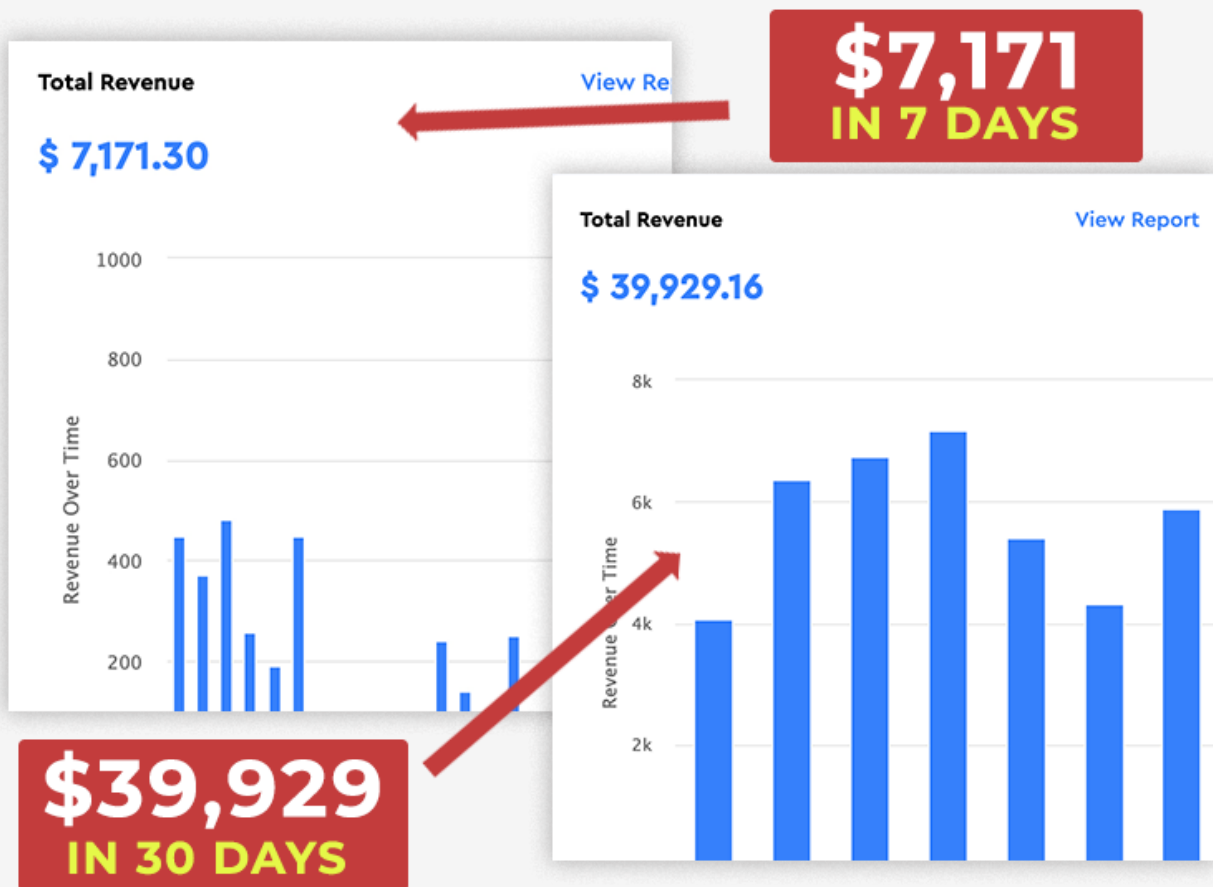 $7,171
IN 7 DAYS
Total Revenue
View Re
$ 7,171.30
1000
800
600
400
200
Revenue Over Time
Total Revenue
View Report
$ 39,929.16
8k
6k
4k
2k
Revenue Over Time
$39,929
IN 30 DAYS